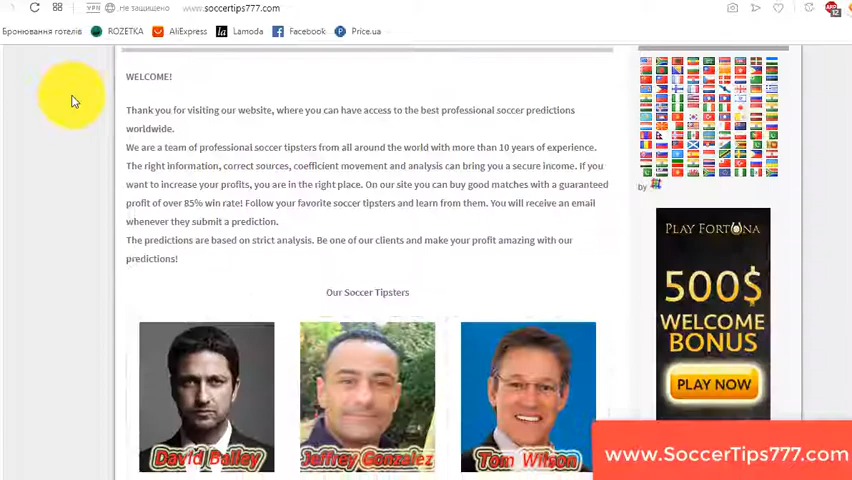 VPN Не защищено www.soccertips777.com
Бронювання готелів ROZETKA AliExpress la Lamoda Facebook Price.ua
WELCOME!
Thank you for visiting our website, where you can have access to the best professional soccer predictions
worldwide.
We are a team of professional soccer tipsters from all around the world with more than 10 years of experience.
The right information, correct sources, coefficient movement and analysis can bring you a secure income. If you
want to increase your profits, you are in the right place. On our site you can buy good matches with a guaranteed
profit of over 85% win rate! Follow your favorite soccer tipsters and learn from them. You will receive an email
whenever they submit a prediction.
The predictions are based on strict analysis. Be one of our clients and make your profit amazing with our
predictions!
Our Soccer Tipsters
David Bailey
Jeffrey Gonzalez
Tom Wilson
by
PLAY FORTUNA
500$
WELCOME
BONUS
PLAY NOW
www.SoccerTips777.com